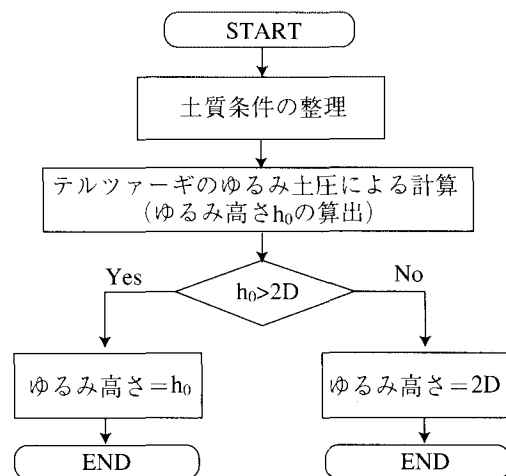 START
土質条件の整理
テルツァーギのゆるみ土圧による計算
(ゆるみ高さh₀の算出)
h₀>2D
Yes
No
ゆるみ高さ=h₀
ゆるみ高さ=2D
END
END